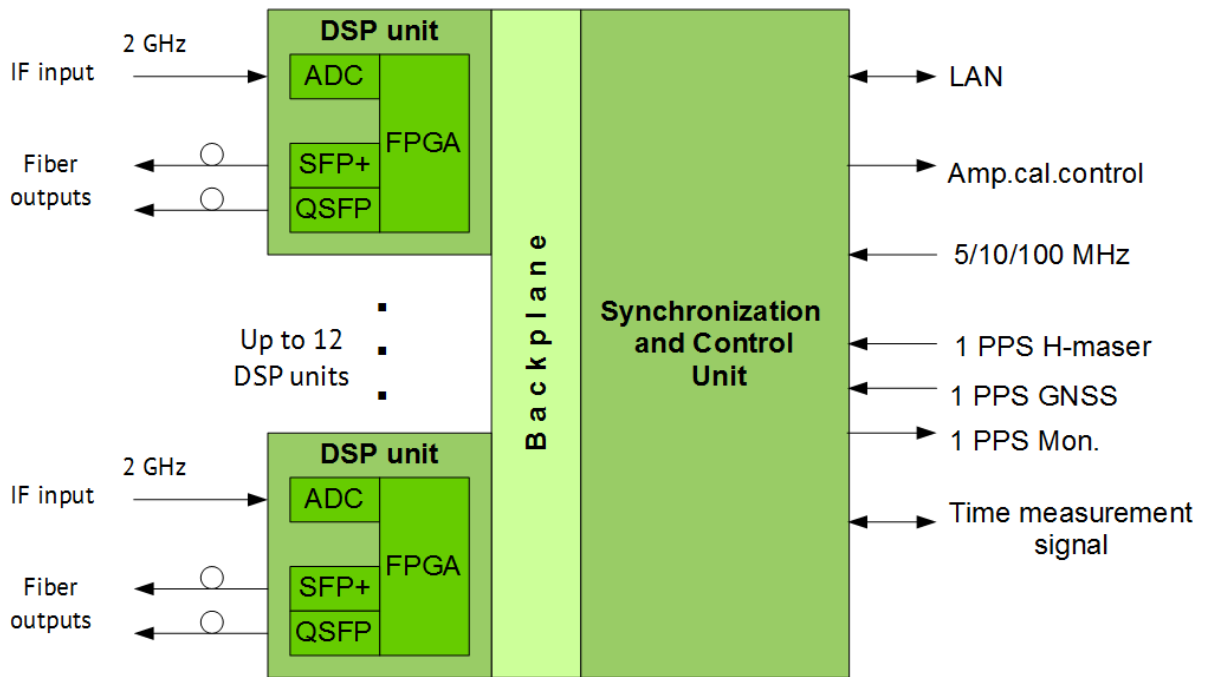 DSP unit
2 GHz
IF input
ADC
FPGA
Fiber
outputs
SFP+
QSFP
Up to 12
DSP units
DSP unit
2 GHz
IF input
ADC
FPGA
Fiber
outputs
SFP+
QSFP
Backplane
Synchronization
and Control
Unit
LAN
Amp.cal.control
5/10/100 MHz
1 PPS H-maser
1 PPS GNSS
1 PPS Mon.
Time measurement
signal